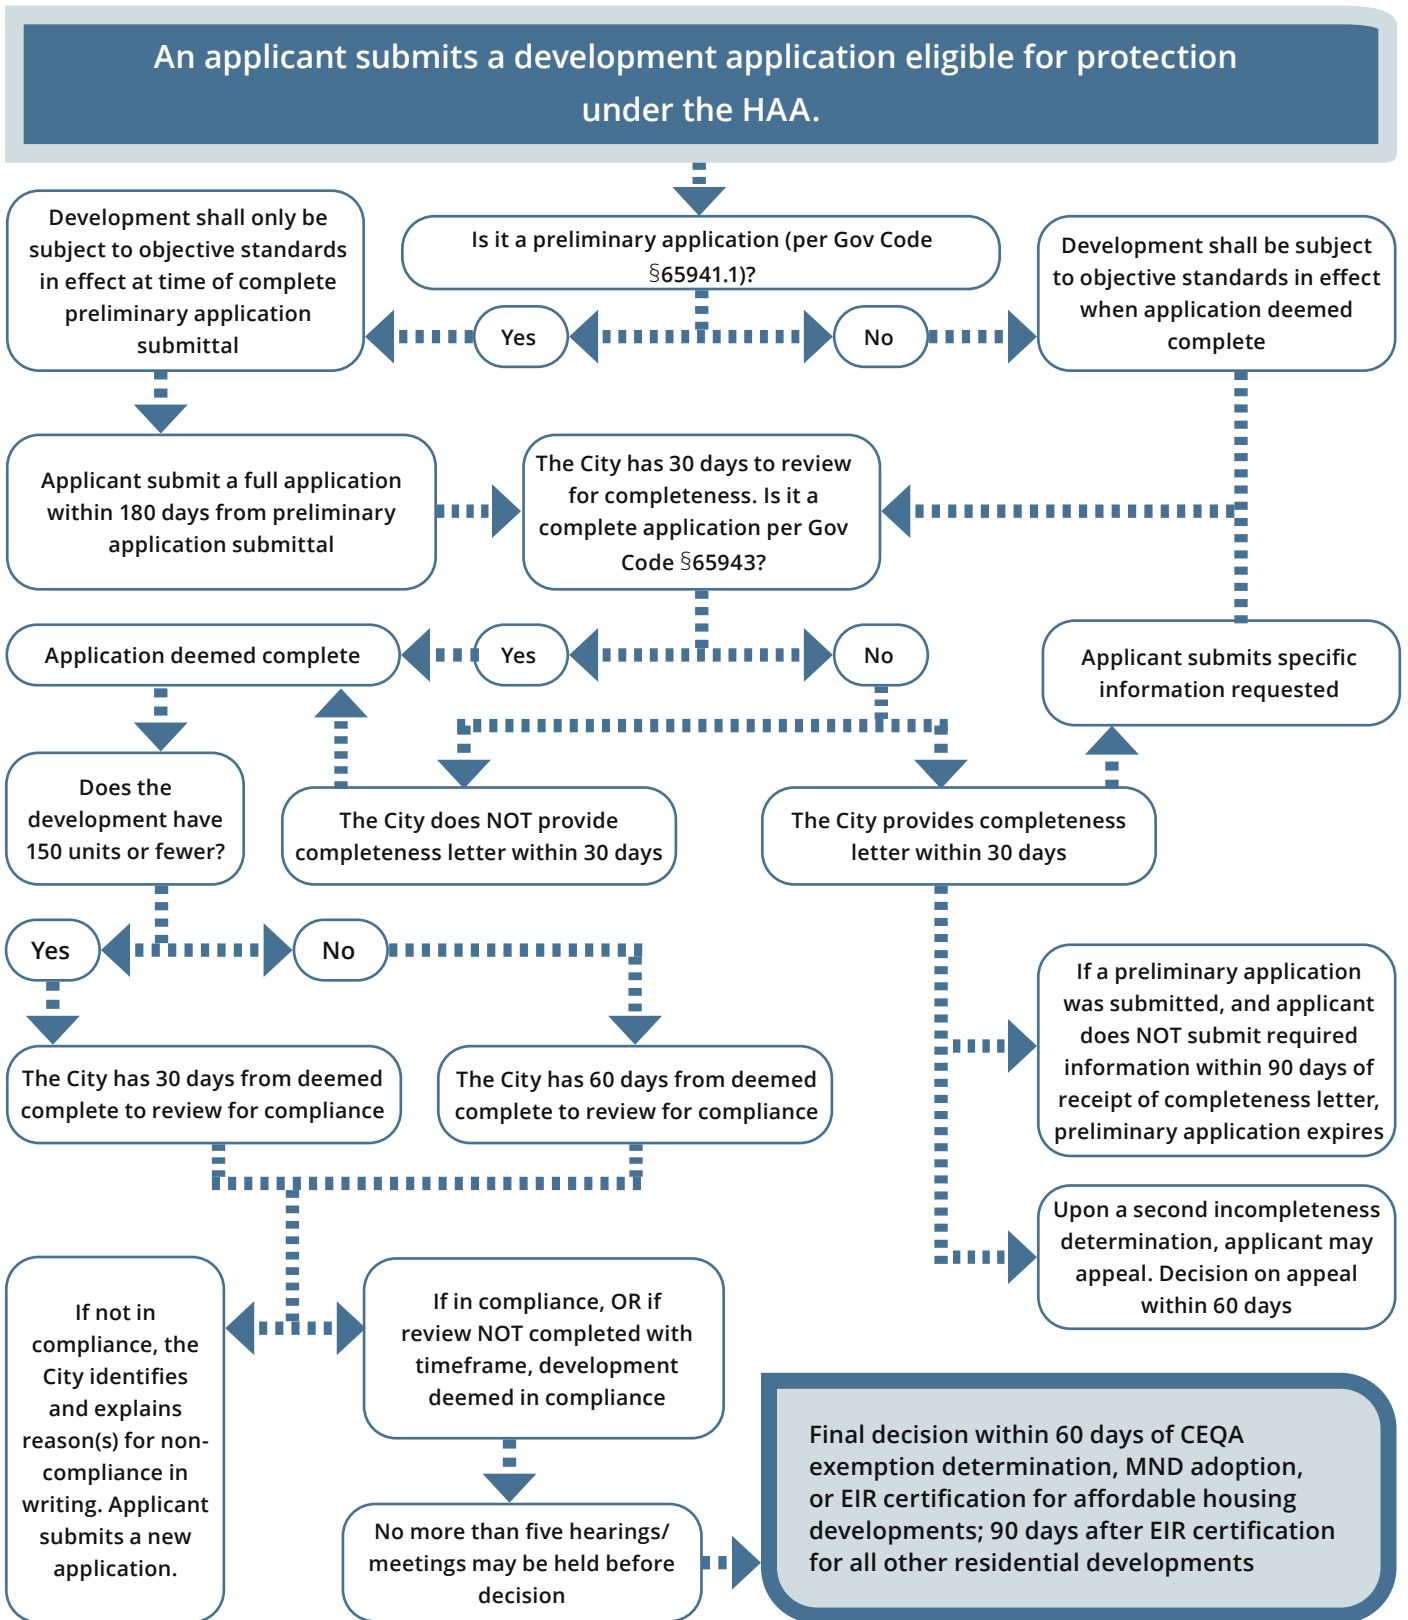 An applicant submits a development application eligible for protection
under the HAA.
Development shall only be
subject to objective standards
in effect at time of complete
preliminary application
submittal
Is it a preliminary application (per Gov Code
§65941.1)?
Development shall be subject
to objective standards in effect
when application deemed
complete
Yes
No
Applicant submit a full application
within 180 days from preliminary
application submittal
The City has 30 days to review
for completeness. Is it a
complete application per Gov
Code §65943?
Application deemed complete
Yes
No
Applicant submits specific
information requested
Does the
development have
150 units or fewer?
The City does NOT provide
completeness letter within 30 days
The City provides completeness
letter within 30 days
Yes
No
If a preliminary application
was submitted, and applicant
does NOT submit required
information within 90 days of
receipt of completeness letter,
preliminary application expires
The City has 30 days from deemed
complete to review for compliance
The City has 60 days from deemed
complete to review for compliance
Upon a second incompleteness
determination, applicant may
appeal. Decision on appeal
within 60 days
If not in
compliance, the
City identifies
and explains
reason(s) for non-
compliance in
writing. Applicant
submits a new
application.
If in compliance, OR if
review NOT completed with
timeframe, development
deemed in compliance
No more than five hearings/
meetings may be held before
decision
Final decision within 60 days of CEQA
exemption determination, MND adoption,
or EIR certification for affordable housing
developments; 90 days after EIR certification
for all other residential developments